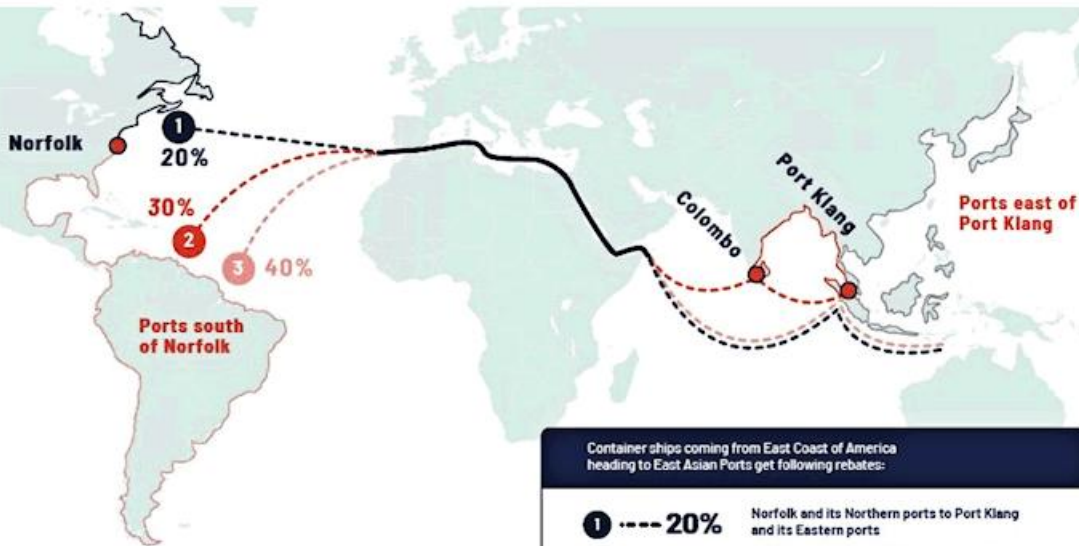 Norfolk
1
20%
30%
2
3 40%
Ports south
of Norfolk
Colombo
Port Klang
Ports east of
Port Klang
Container ships coming from East Coast of America
heading to East Asian Ports get following rebates:
1 20% Norfolk and its Northern ports to Port Klang
and its Eastern ports